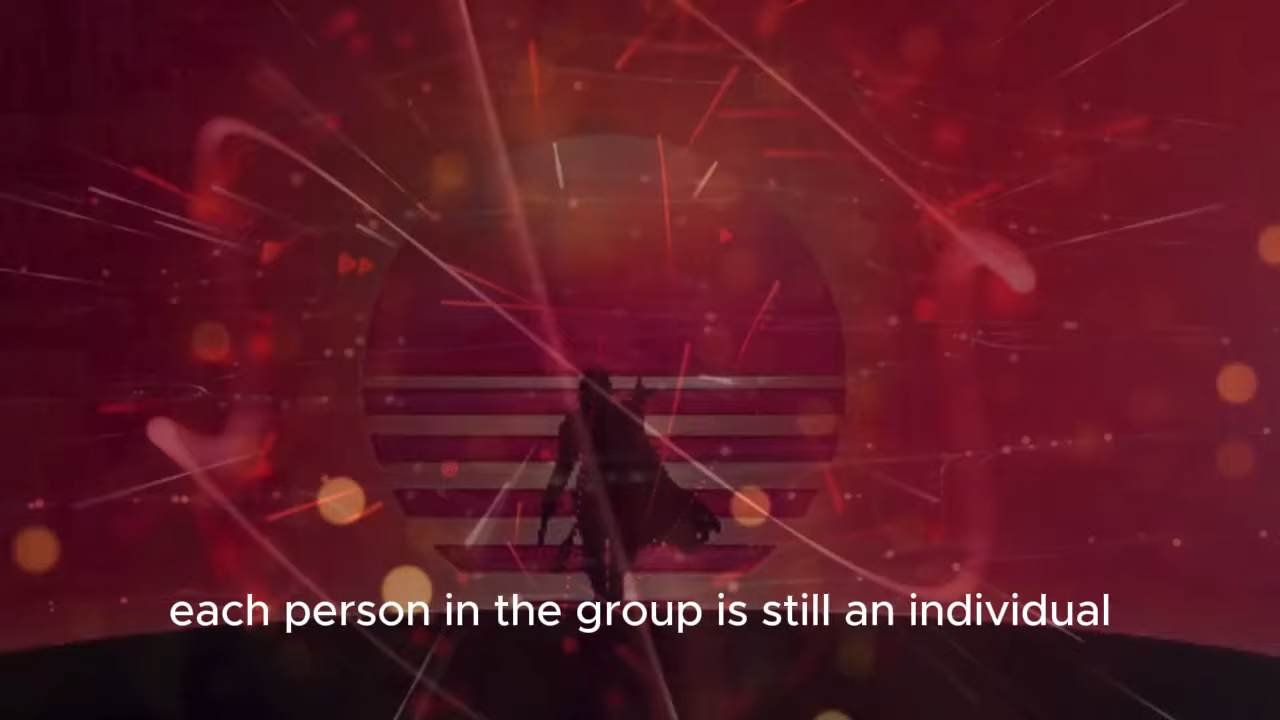 each person in the group is still an individual